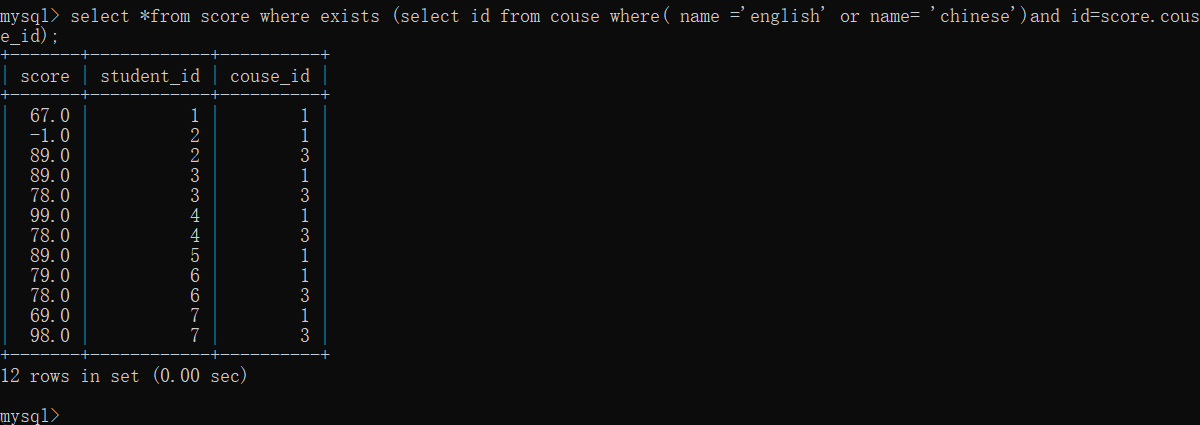 mysql> select *from score where exists (select id from couse where( name ='english' or name= 'chinese')and id=score.cous
e_id);
+-------+------------+----------+
| score | student_id | couse_id |
+-------+------------+----------+
|  67.0 |          1 |        1 |
|  -1.0 |          2 |        1 |
|  89.0 |          2 |        3 |
|  89.0 |          3 |        1 |
|  78.0 |          3 |        3 |
|  99.0 |          4 |        1 |
|  78.0 |          4 |        3 |
|  89.0 |          5 |        1 |
|  79.0 |          6 |        1 |
|  78.0 |          6 |        3 |
|  69.0 |          7 |        1 |
|  98.0 |          7 |        3 |
+-------+------------+----------+
12 rows in set (0.00 sec)
mysql>